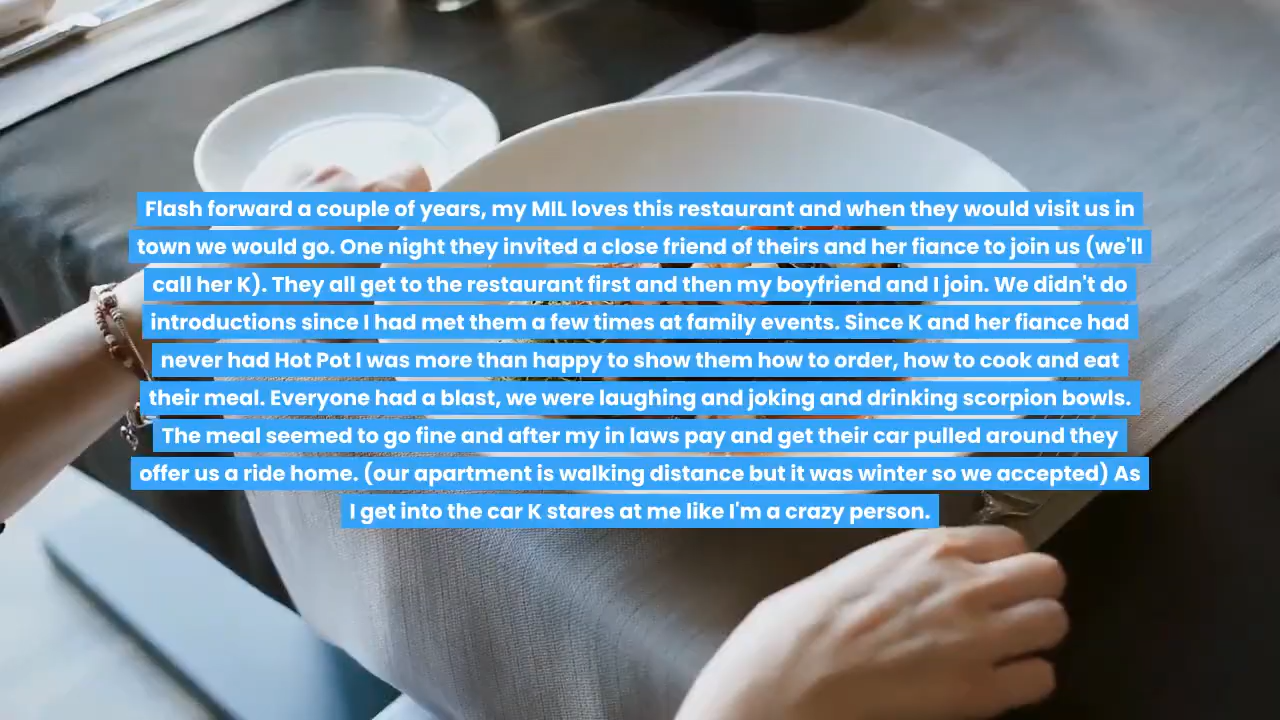 Flash forward a couple of years, my MIL loves this restaurant and when they would visit us in
town we would go. One night they invited a close friend of theirs and her fiance to join us (we'll
call her K). They all get to the restaurant first and then my boyfriend and I join. We didn't do
introductions since I had met them a few times at family events. Since K and her fiance had
never had Hot Pot I was more than happy to show them how to order, how to cook and eat
their meal. Everyone had a blast, we were laughing and joking and drinking scorpion bowls.
The meal seemed to go fine and after my in laws pay and get their car pulled around they
offer us a ride home. (our apartment is walking distance but it was winter so we accepted) As
I get into the car K stares at me like I'm a crazy person.